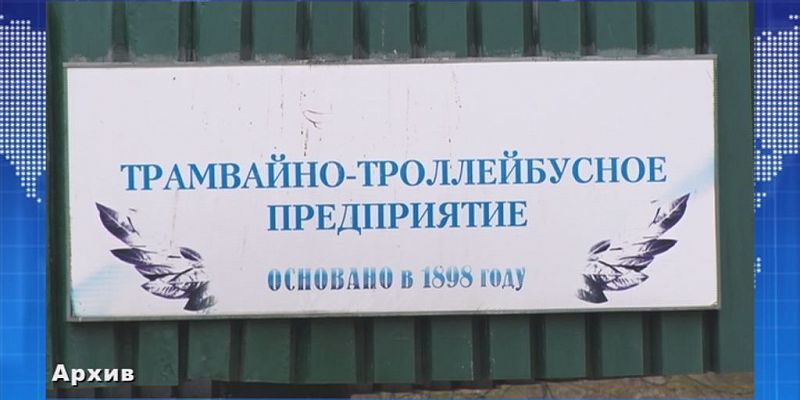 ТРАМВАЙНО-ТРОЛЛЕЙБУСНОЕ
ПРЕДПРИЯТИЕ
ОСНОВАНО в 1898 году
Архив